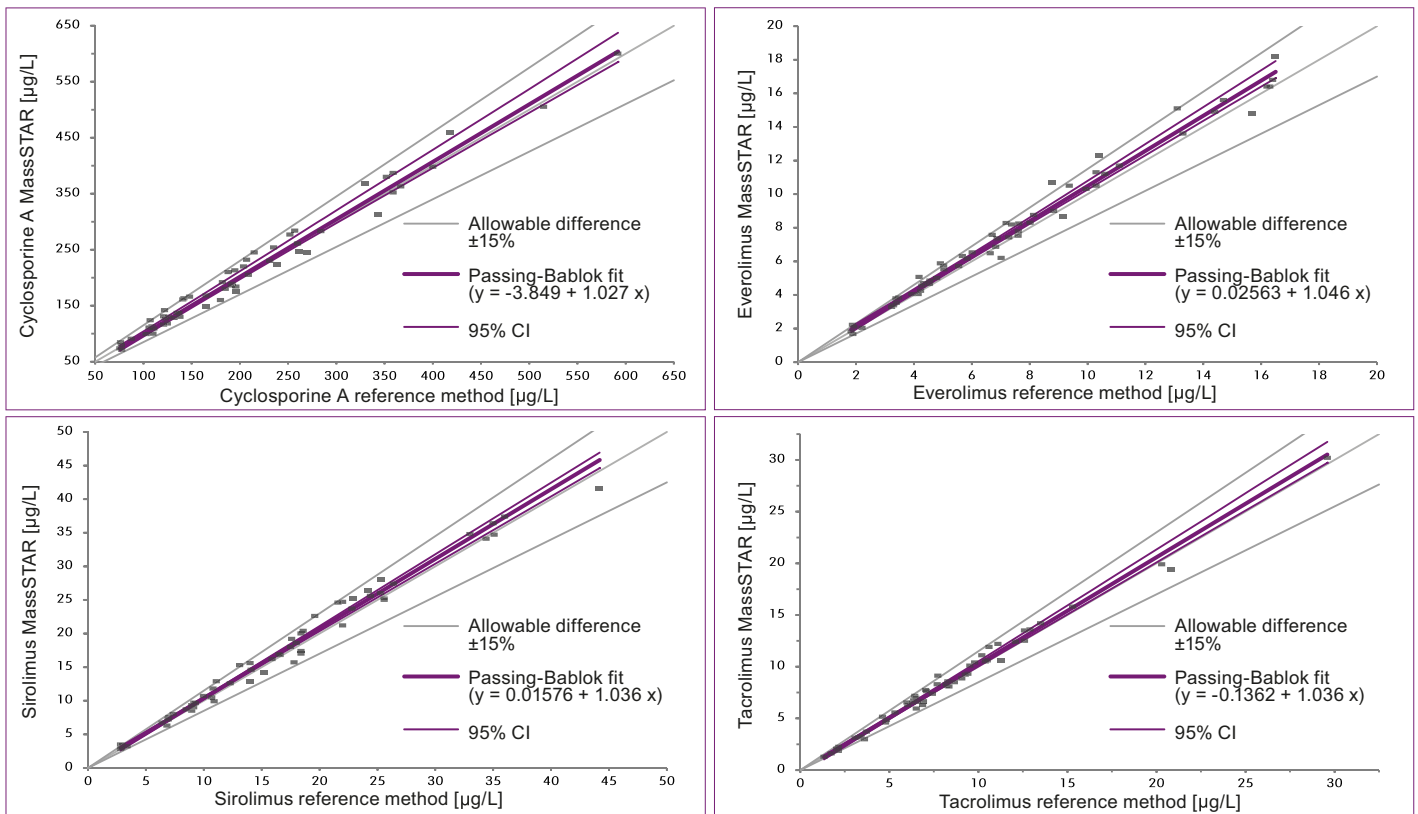 650
550
450
350
250
150
50
50 100 150 200 250 300 350 400 450 500 550 600 650
Cyclosporine A MassSTAR [µg/L]
Cyclosporine A reference method [µg/L]
Allowable difference
±15%
Passing-Bablok fit
(y = -3.849 + 1.027 x)
95% CI
20
18
16
14
12
10
8
6
4
2
0
0 2 4 6 8 10 12 14 16 18 20
Everolimus MassSTAR [µg/L]
Everolimus reference method [µg/L]
Allowable difference
±15%
Passing-Bablok fit
(y = 0.02563 + 1.046 x)
95% CI
50
45
40
35
30
25
20
15
10
5
0
0 5 10 15 20 25 30 35 40 45 50
Sirolimus MassSTAR [µg/L]
Sirolimus reference method [µg/L]
Allowable difference
±15%
Passing-Bablok fit
(y = 0.01576 + 1.036 x)
95% CI
30
25
20
15
10
5
0
0 5 10 15 20 25 30
Tacrolimus MassSTAR [µg/L]
Tacrolimus reference method [µg/L]
Allowable difference
±15%
Passing-Bablok fit
(y = -0.1362 + 1.036 x)
95% CI